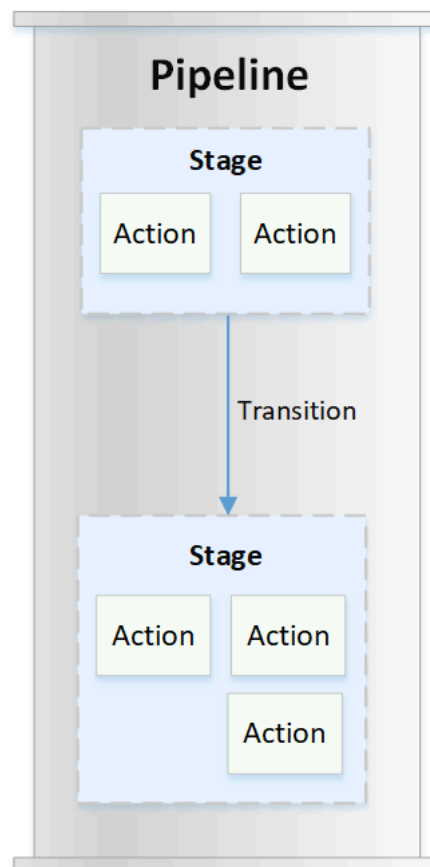 Pipeline
Stage
Action Action
Transition
Stage
Action Action
Action